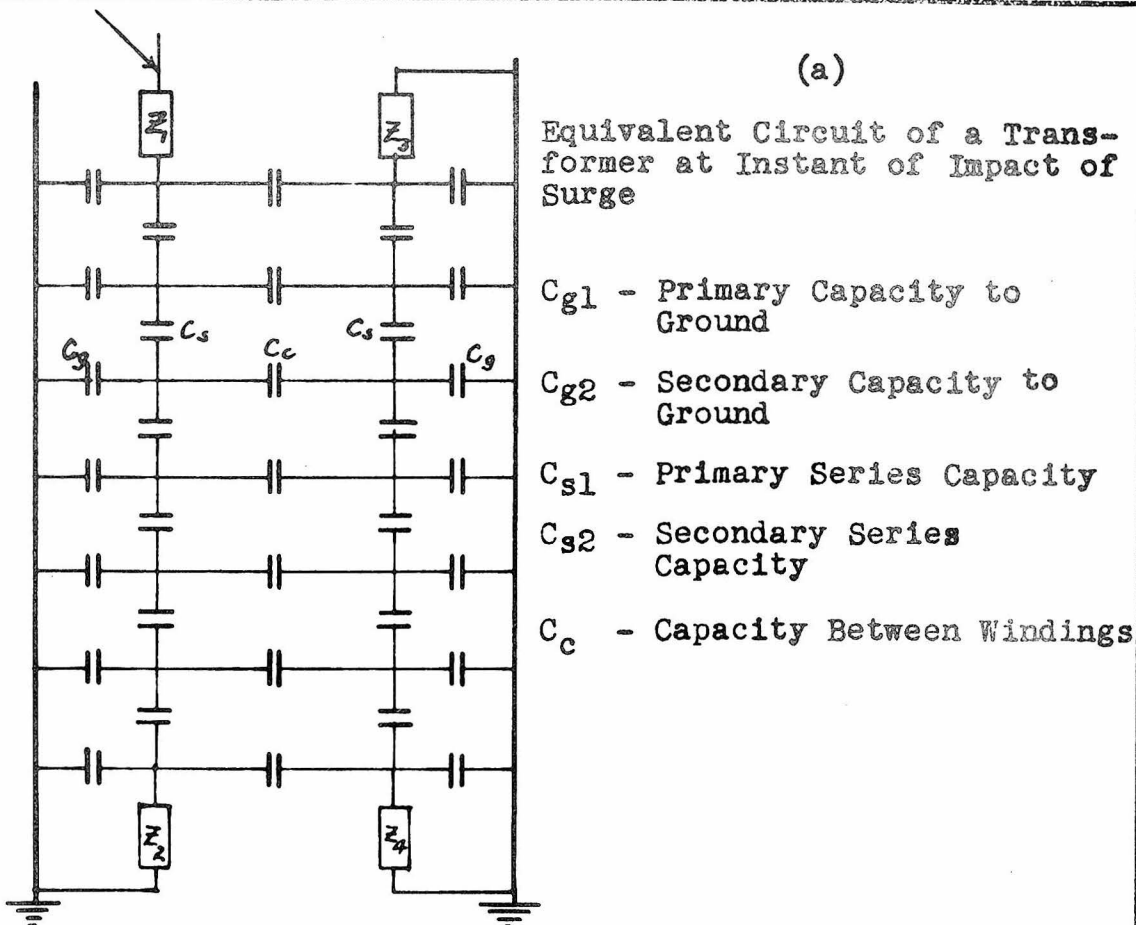 (a)
Equivalent Circuit of a Trans-
former at Instant of Impact of
Surge
Cg1 - Primary Capacity to
Ground
Cg2 - Secondary Capacity to
Ground
Cs1 - Primary Series Capacity
Cs2 - Secondary Series
Capacity
Cc - Capacity Between Windings
Z1
Z3
Cs
Cs
Cg
Cc
Cg
Z2
Z4